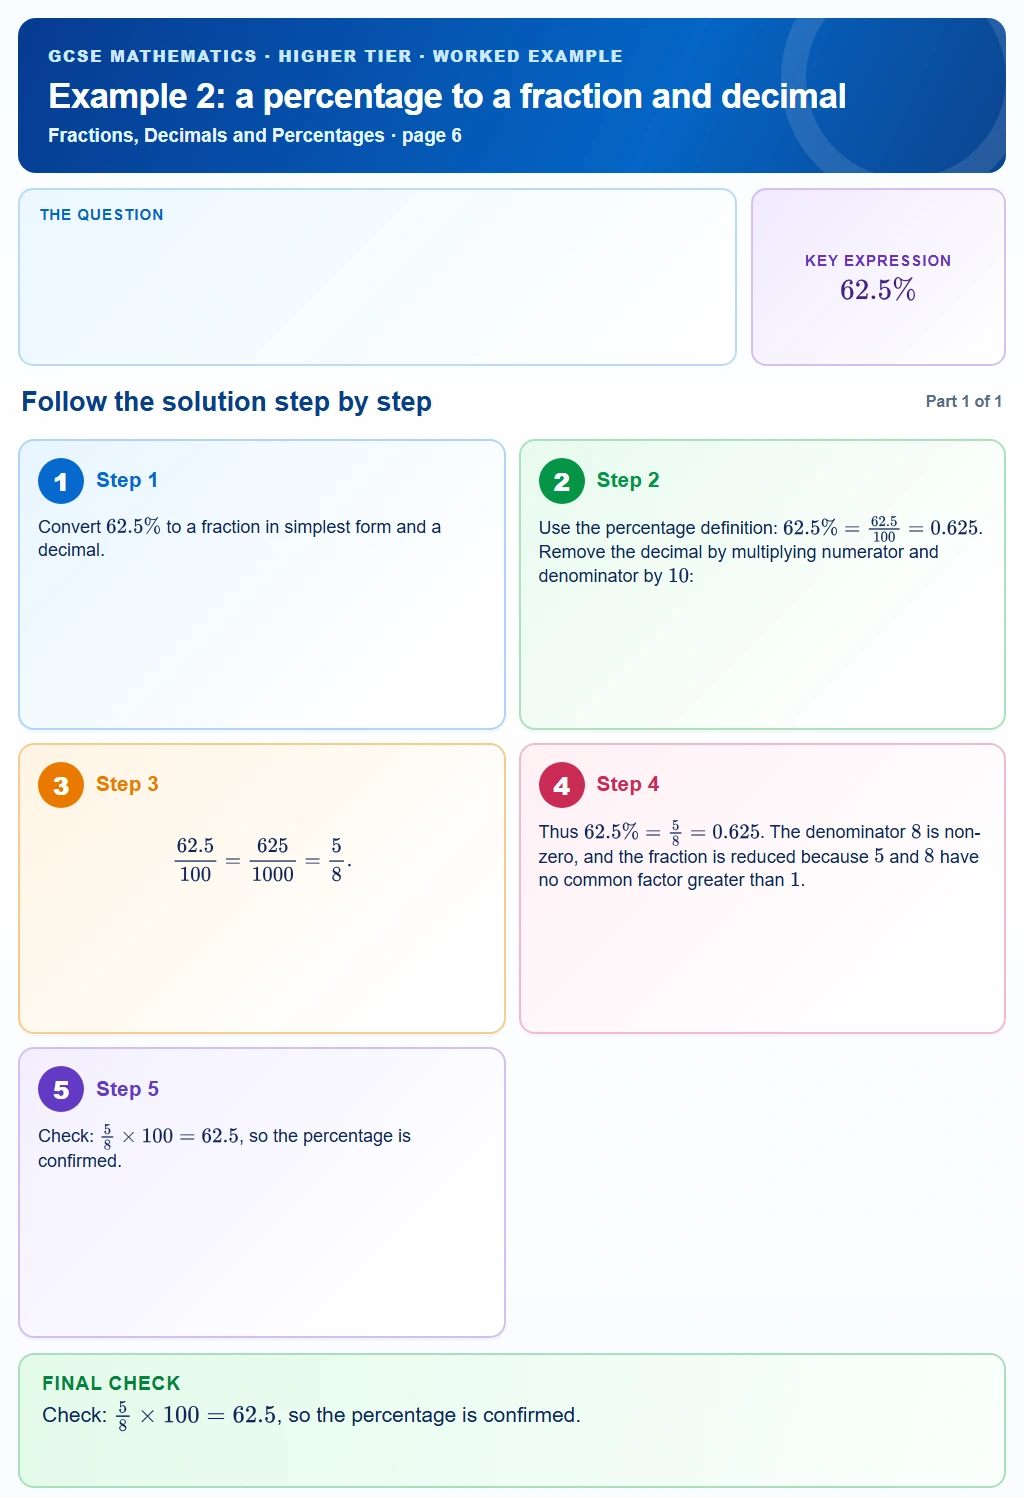 GCSE MATHEMATICS · HIGHER TIER · WORKED EXAMPLE
Example 2: a percentage to a fraction and decimal
Fractions, Decimals and Percentages · page 6
THE QUESTION
KEY EXPRESSION
62.5%
Follow the solution step by step
Part 1 of 1
1 Step 1
Convert 62.5% to a fraction in simplest form and a
decimal.
2 Step 2
Use the percentage definition: 62.5% = 62.5/100 = 0.625.
Remove the decimal by multiplying numerator and
denominator by 10:
3 Step 3
62.5/100 = 625/1000 = 5/8.
4 Step 4
Thus 62.5% = 5/8 = 0.625. The denominator 8 is non-
zero, and the fraction is reduced because 5 and 8 have
no common factor greater than 1.
5 Step 5
Check: 5/8 × 100 = 62.5, so the percentage is
confirmed.
FINAL CHECK
Check: 5/8 × 100 = 62.5, so the percentage is confirmed.